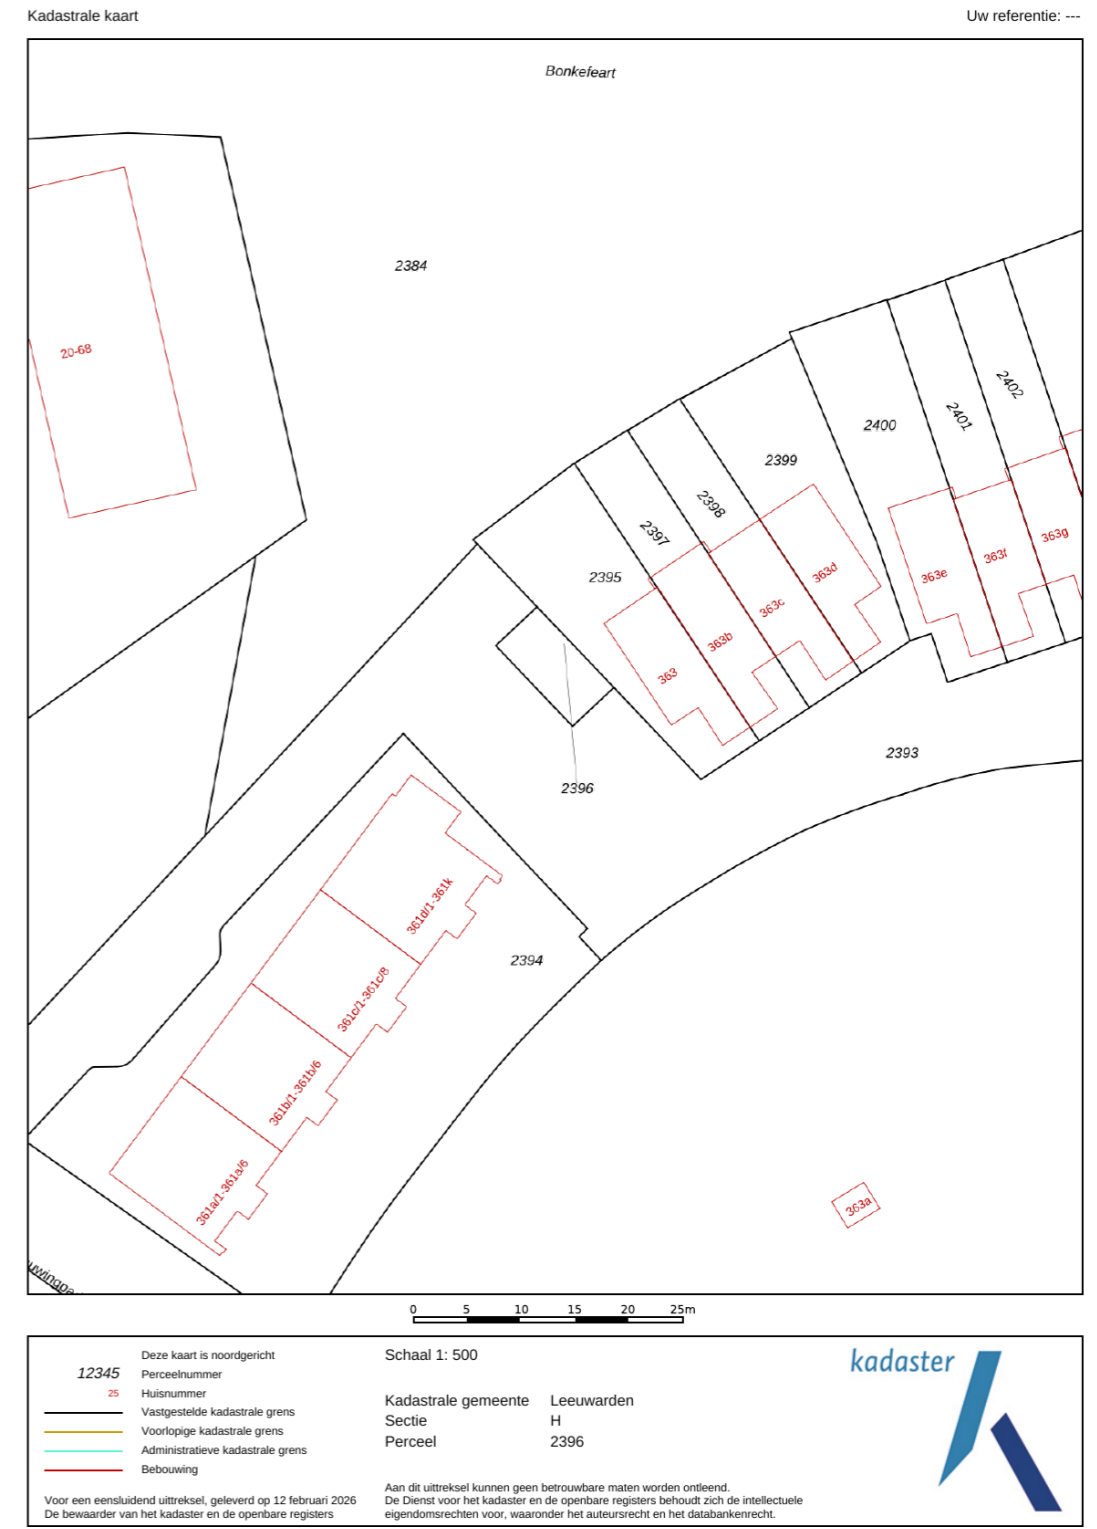 Kadastrale kaart
Uw referentie: ---
Bonkefeart
2384
20-68
2402
2401
2400
2399
2398
2397
2395
363g
363f
363e
363d
363c
363b
363
2393
2396
361d/1-361k
2394
361c/1-361c/8
361b/1-361b/6
361a/1-361a/6
363a
0 5 10 15 20 25m
Deze kaart is noordgericht
12345 Perceelnummer
25 Huisnummer
Vastgestelde kadastrale grens
Voorlopige kadastrale grens
Administratieve kadastrale grens
Bebouwing
Voor een eensluidend uittreksel, geleverd op 12 februari 2026
De bewaarder van het kadaster en de openbare registers
Schaal 1: 500
Kadastrale gemeente Leeuwarden
Sectie H
Perceel 2396
Aan dit uittreksel kunnen geen betrouwbare maten worden ontleend.
De Dienst voor het kadaster en de openbare registers behoudt zich de intellectuele
eigendomsrechten voor, waaronder het auteursrecht en het databankenrecht.
kadaster